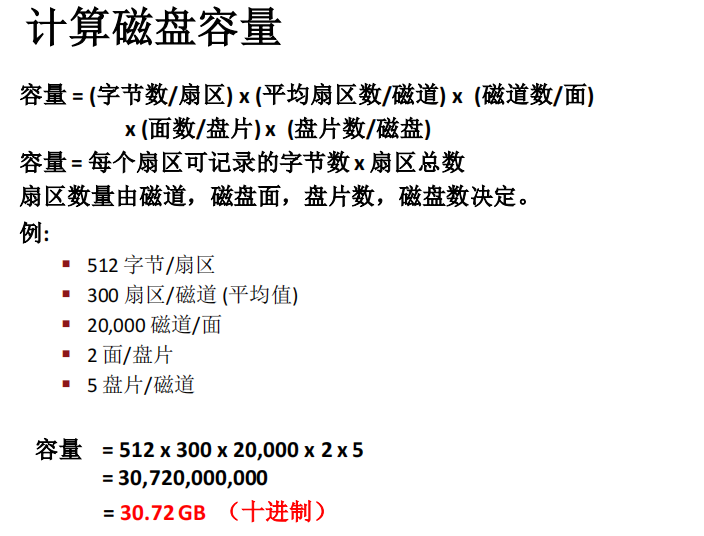 计算磁盘容量
容量 = (字节数/扇区) x (平均扇区数/磁道) x (磁道数/面)
x (面数/盘片) x (盘片数/磁盘)
容量 = 每个扇区可记录的字节数 x 扇区总数
扇区数量由磁道，磁盘面，盘片数，磁盘数决定。
例:
▪ 512 字节/扇区
▪ 300 扇区/磁道 (平均值)
▪ 20,000 磁道/面
▪ 2 面/盘片
▪ 5 盘片/磁道
容量 = 512 x 300 x 20,000 x 2 x 5
= 30,720,000,000
= 30.72 GB （十进制）